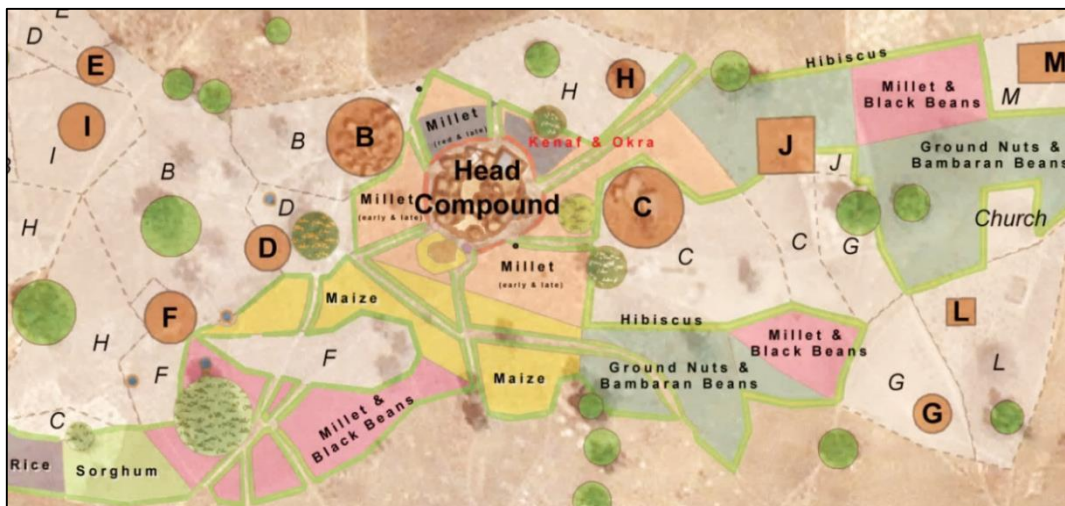 E
D
E
I
I
B
H
H
B
D
D
F
F
C
Rice
Sorghum
B
B
H
H
Millet
(red & late)
Kenaf & Okra
Head
Compound
Millet
(early & late)
Millet
(early & late)
Maize
F
Maize
Millet &
Black Beans
C
C
C
Hibiscus
Millet &
Black Beans
M
M
J
J
G
Ground Nuts &
Bambaran Beans
Church
Hibiscus
Millet &
Black Beans
Ground Nuts &
Bambaran Beans
L
L
G
G